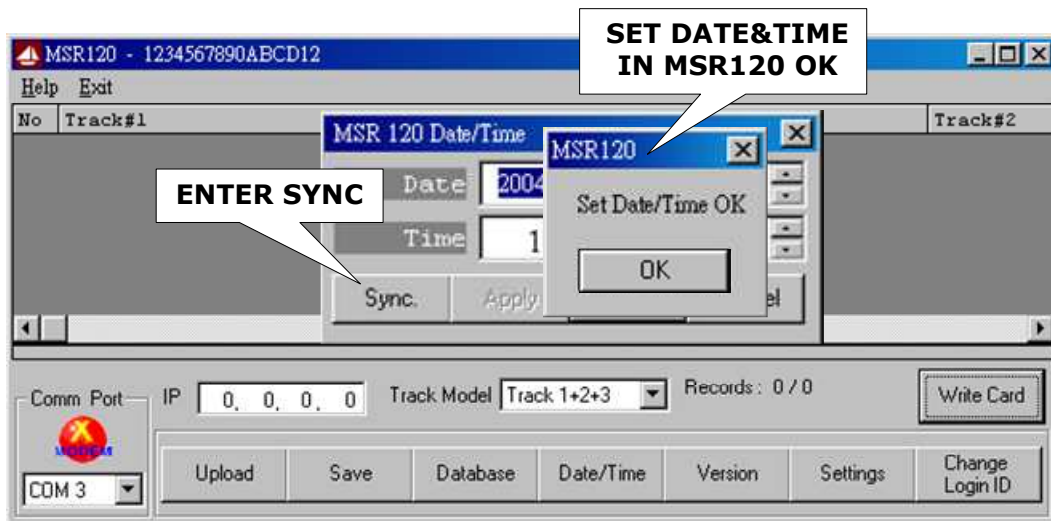 SET DATE&TIME
IN MSR120 OK
MSR120 - 1234567890ABCD12
Help Exit
No Track#1 Track#2
MSR 120 Date/Time
MSR120
ENTER SYNC
Date 2004
Set Date/Time OK
Time 1
OK
Sync. Apply
Comm Port IP 0. 0. 0. 0 Track Model Track 1+2+3 Records : 0 / 0 Write Card
MODEM
COM 3
Upload Save Database Date/Time Version Settings Change
Login ID